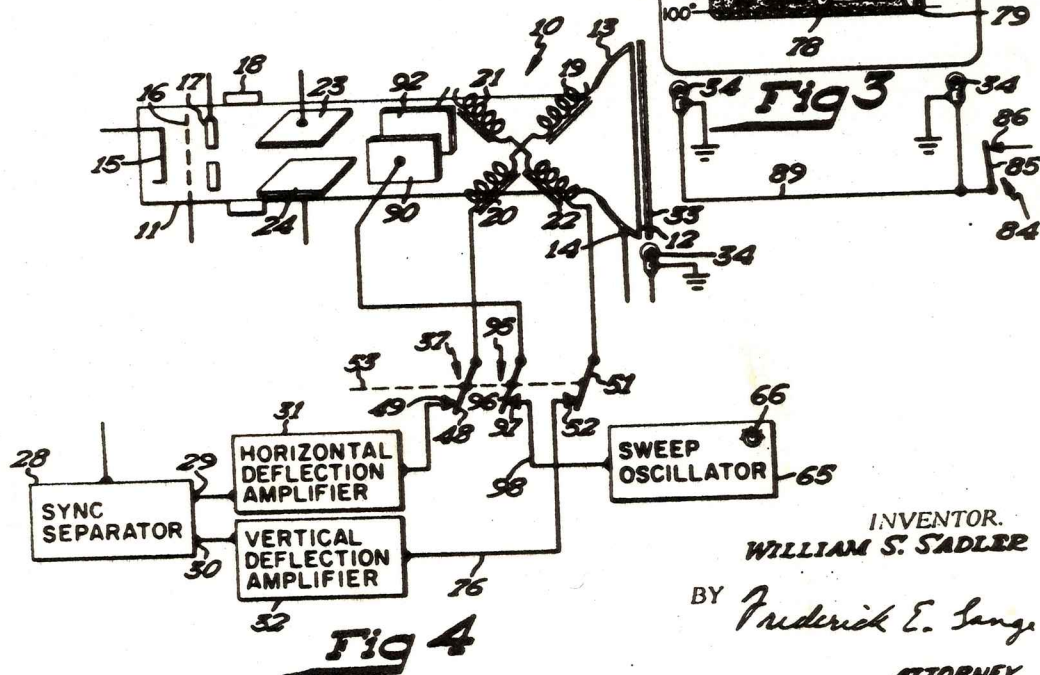 100°
79
78
Fig 3
34
34
86
85
84
89
10
13
18
17
16
23
92
21
19
15
11
24
90
20
22
14
33
12
34
37
95
53
51
49
48
96
97
52
98
66
31
HORIZONTAL
DEFLECTION
AMPLIFIER
SWEEP
OSCILLATOR
65
28
29
SYNC
SEPARATOR
30
VERTICAL
DEFLECTION
AMPLIFIER
32
76
INVENTOR.
WILLIAM S. SADLER
BY Frederick E. Lange
ATTORNEY
Fig 4